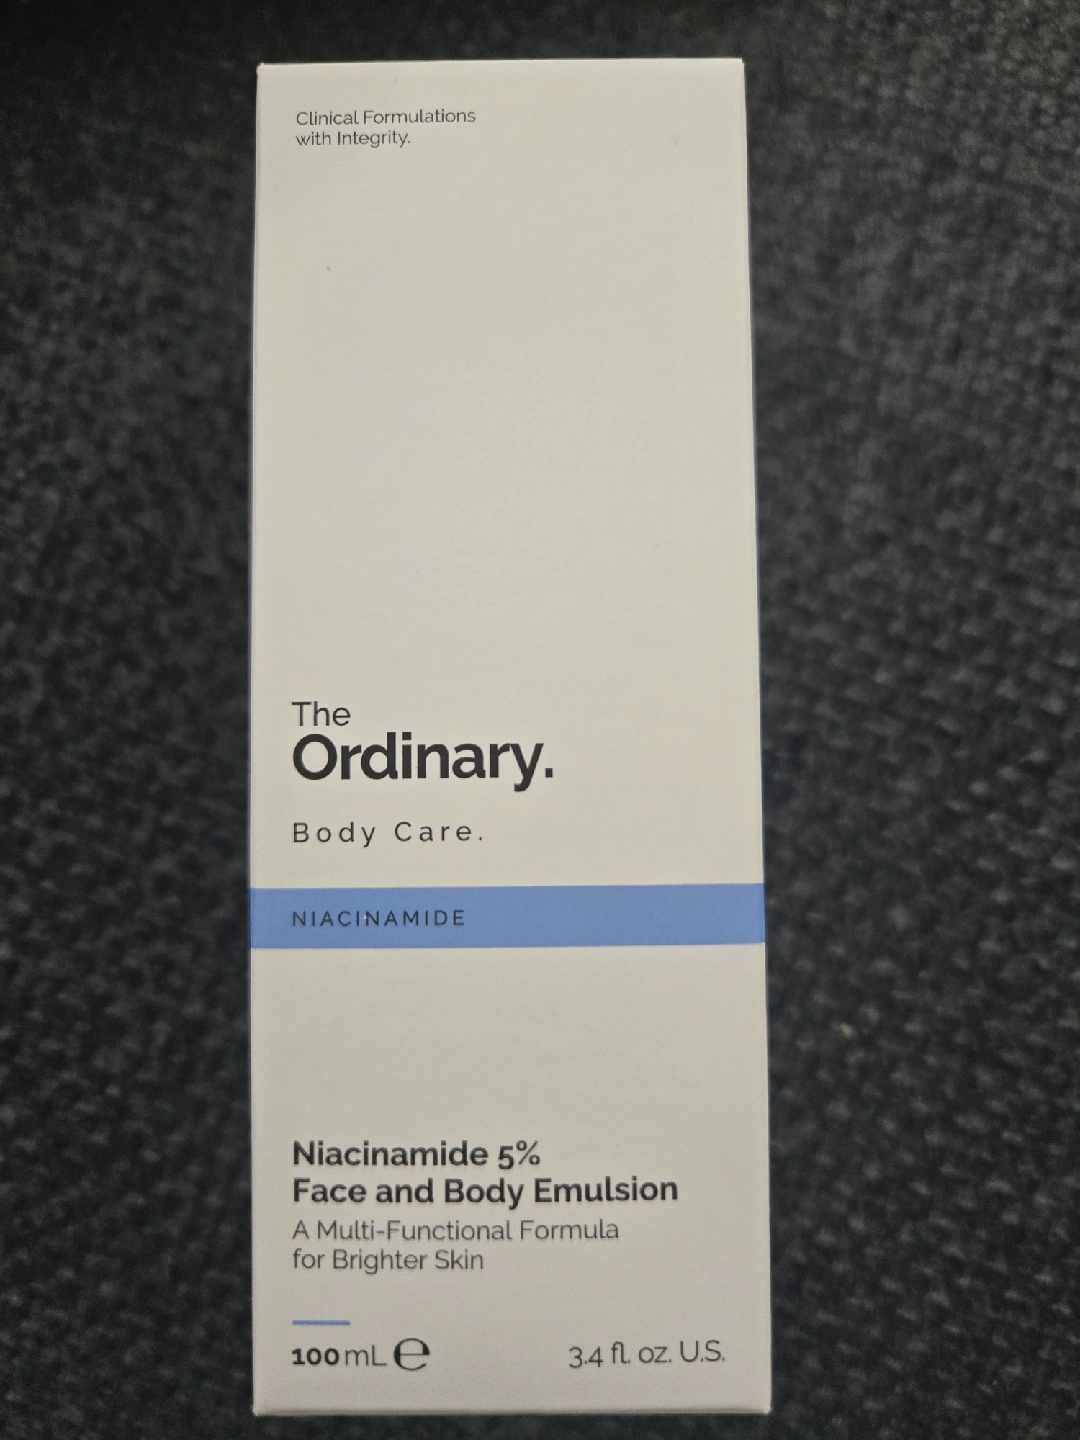 Clinical Formulations
with Integrity.
The
Ordinary.
Body Care.
NIACINAMIDE
Niacinamide 5%
Face and Body Emulsion
A Multi-Functional Formula
for Brighter Skin
100 mL ℮ 3.4 fl. oz. U.S.